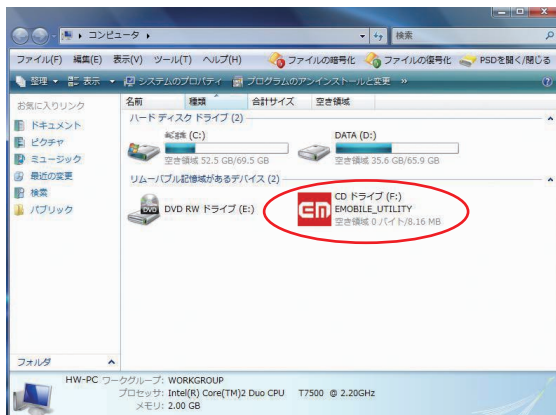 コンピュータ
検索
ファイル(F) 編集(E) 表示(V) ツール(T) ヘルプ(H) ファイルの暗号化 ファイルの復号化 PSDを開く/閉じる
整理 表示 システムのプロパティ プログラムのアンインストールと変更 »
お気に入りリンク
ドキュメント
ピクチャ
ミュージック
最近の変更
検索
パブリック
フォルダ
名前 種類 合計サイズ 空き領域
ハード ディスク ドライブ (2)
(C:)
空き領域 52.5 GB/69.5 GB
DATA (D:)
空き領域 35.6 GB/65.9 GB
リムーバブル記憶域があるデバイス (2)
DVD
DVD RW ドライブ (E:)
Em
CD ドライブ (F:)
EMOBILE_UTILITY
空き領域 0 バイト/8.16 MB
HW-PC ワークグループ: WORKGROUP
プロセッサ: Intel(R) Core(TM)2 Duo CPU T7500 @ 2.20GHz
メモリ: 2.00 GB